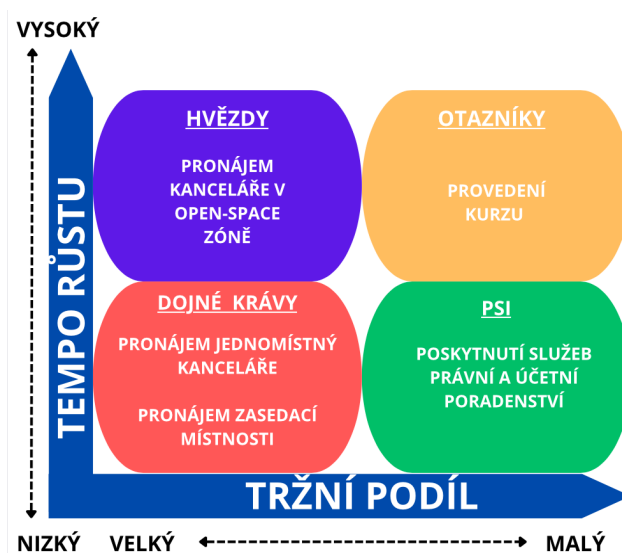 VYSOKÝ
TEMPO RŮSTU
HVĚZDY
PRONÁJEM
KANCELÁŘE V
OPEN-SPACE
ZÓNĚ
OTAZNÍKY
PROVEDENÍ
KURZU
DOJNÉ KRÁVY
PRONÁJEM JEDNOMÍSTNÝ
KANCELÁŘE
PRONÁJEM ZASEDACÍ
MÍSTNOSTI
PSI
POSKYTNUTÍ SLUŽEB
PRÁVNÍ A ÚČETNÍ
PORADENSTVÍ
TRŽNÍ PODÍL
NIZKÝ
VELKÝ
MALÝ